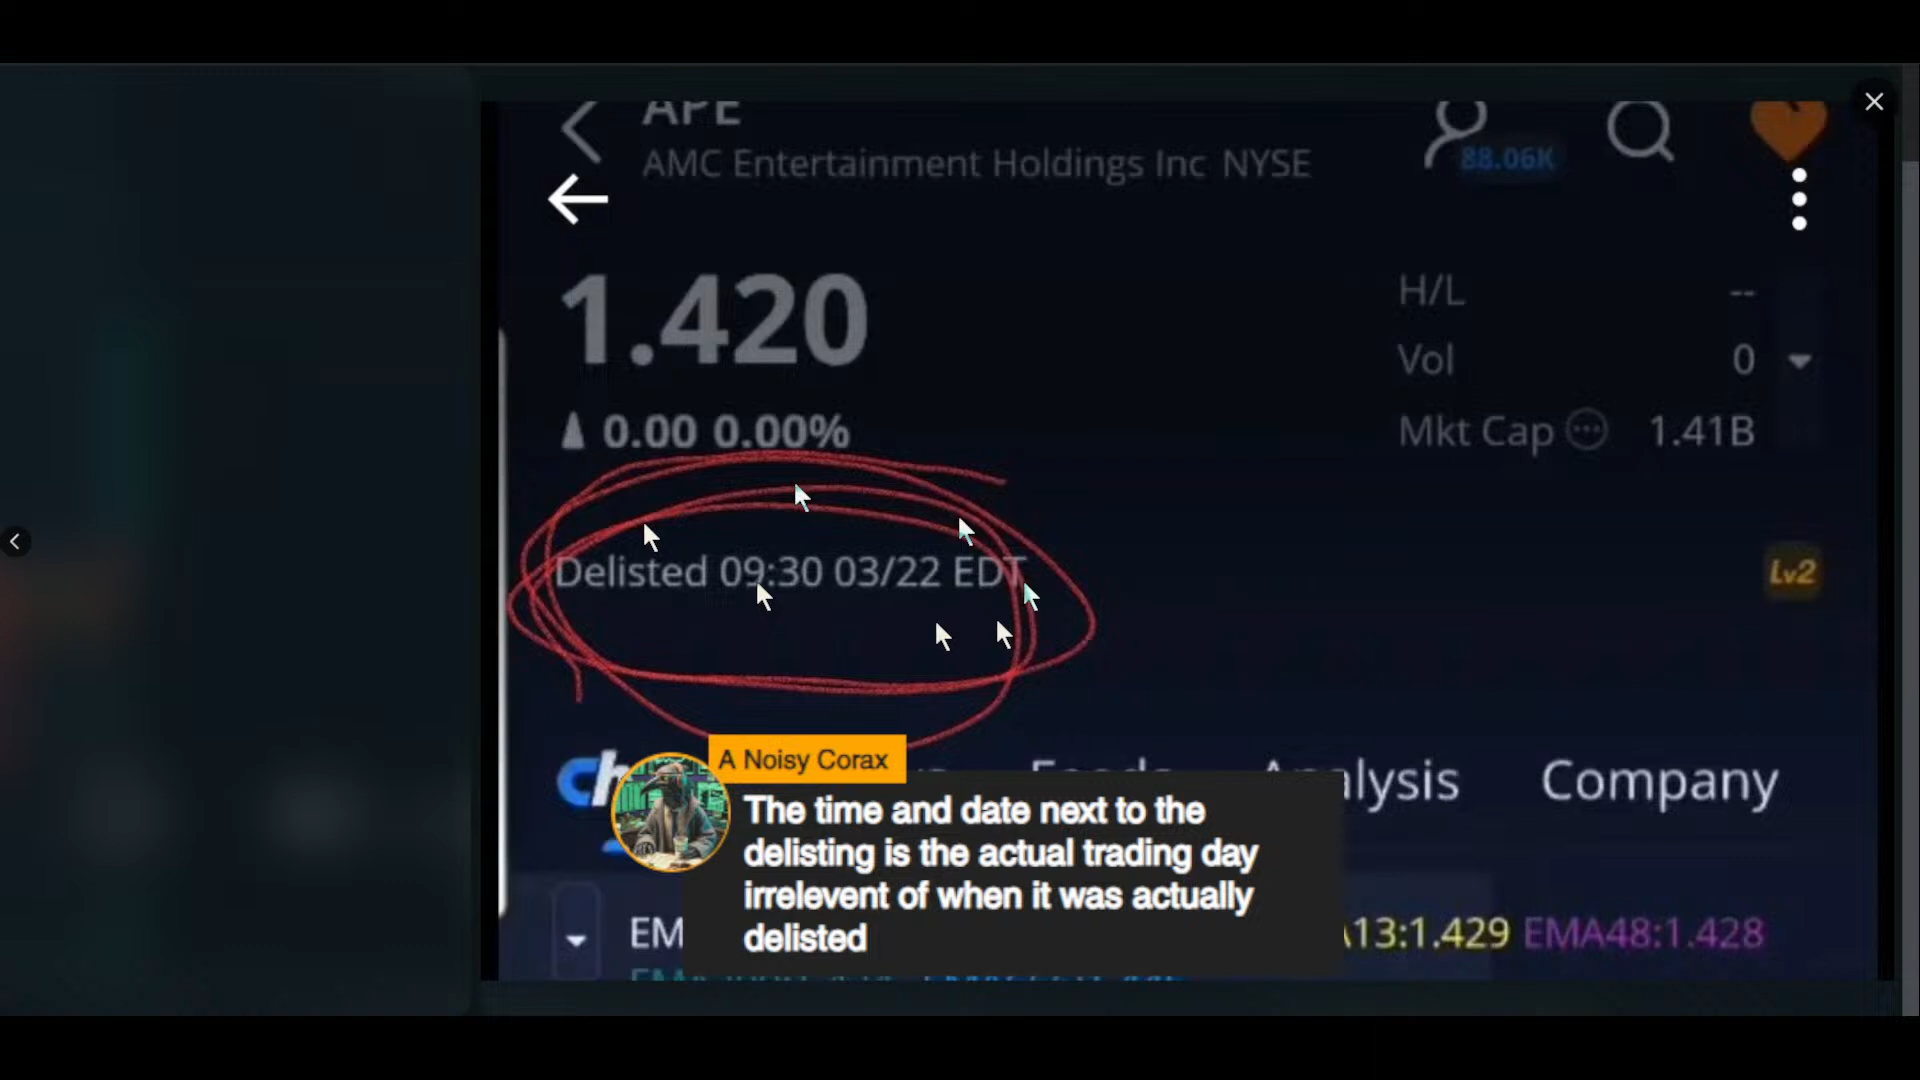 APE
AMC Entertainment Holdings Inc NYSE
88.06K
1.420
H/L --
Vol 0
0.00 0.00%
Mkt Cap 1.41B
Delisted 09:30 03/22 EDT
Lv2
A Noisy Corax
Company
The time and date next to the
delisting is the actual trading day
irrelevent of when it was actually
delisted
13:1.429 EMA48:1.428